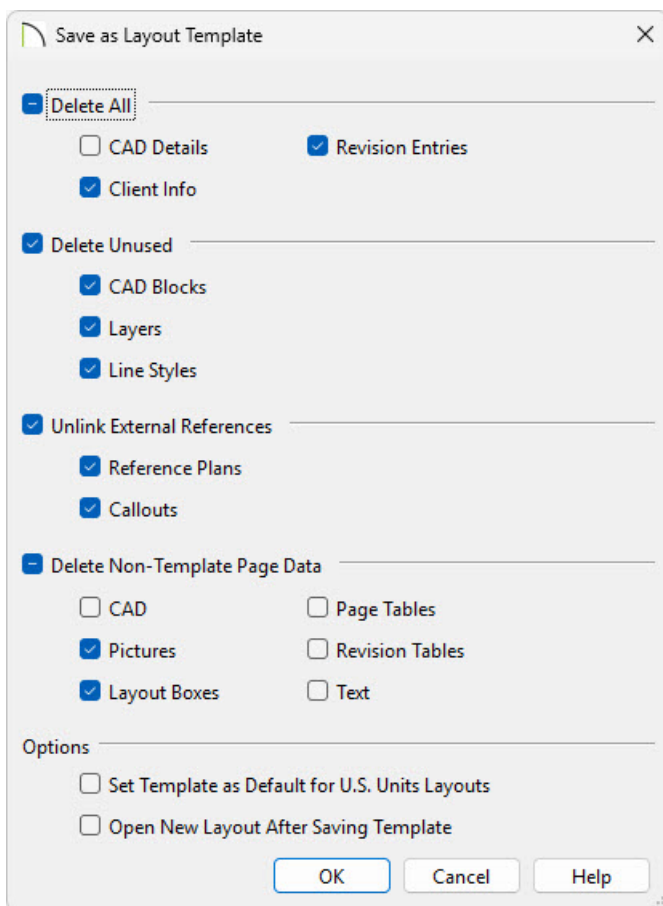 Save as Layout Template
Delete All
CAD Details Revision Entries
Client Info
Delete Unused
CAD Blocks
Layers
Line Styles
Unlink External References
Reference Plans
Callouts
Delete Non-Template Page Data
CAD Page Tables
Pictures Revision Tables
Layout Boxes Text
Options
Set Template as Default for U.S. Units Layouts
Open New Layout After Saving Template
OK Cancel Help